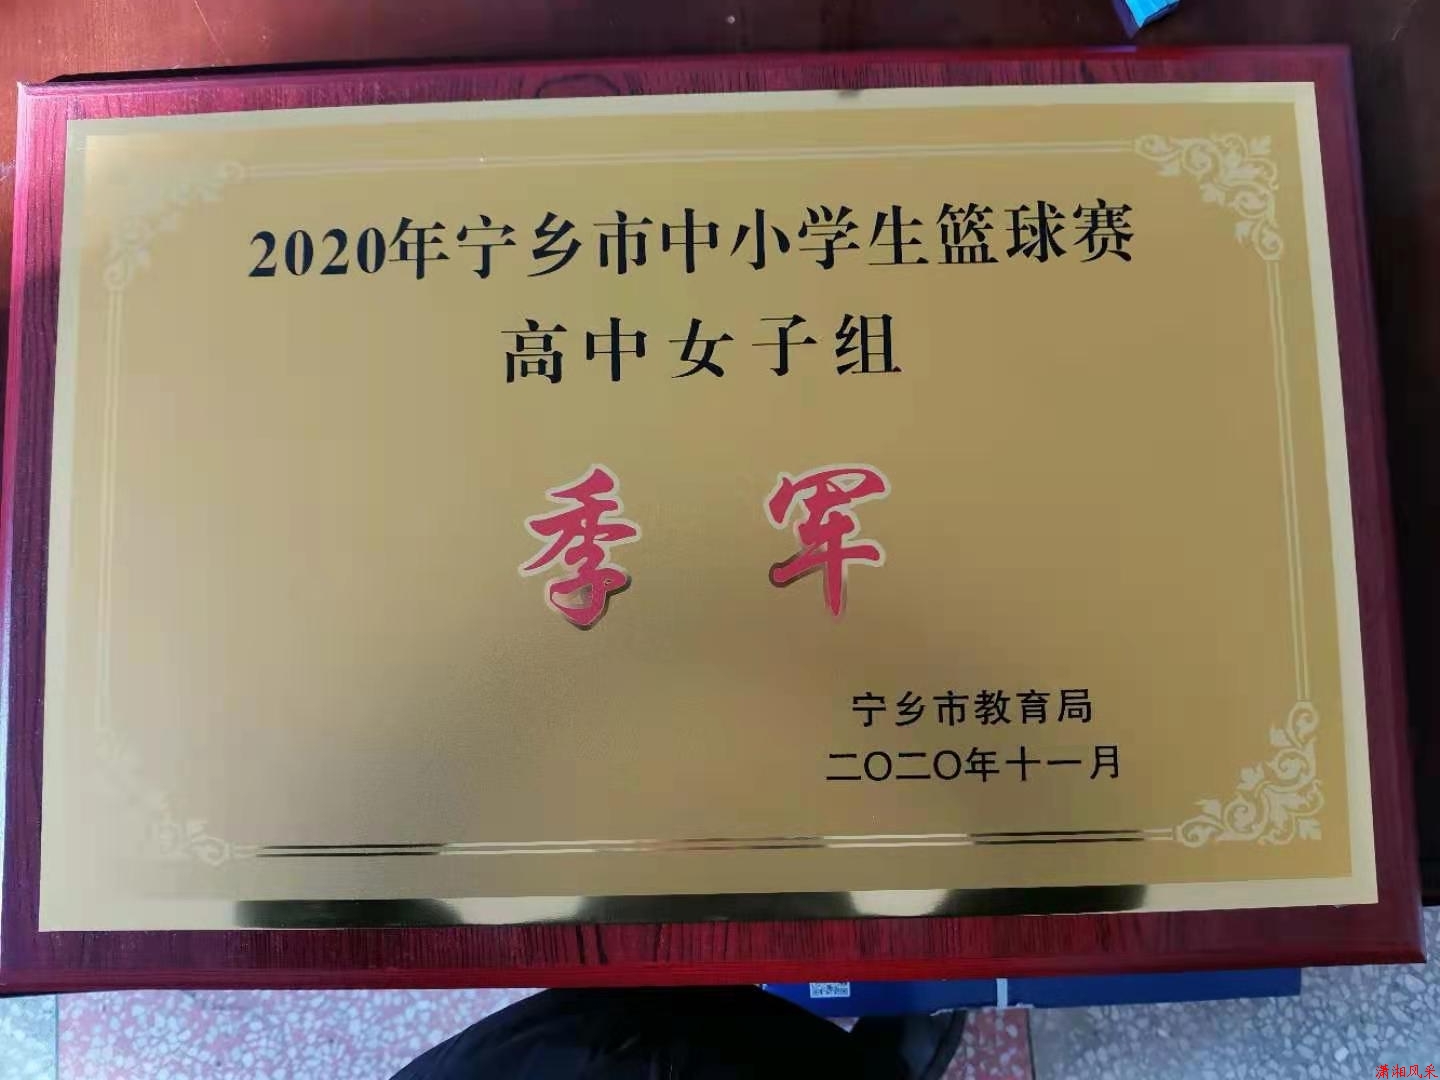 2020年宁乡市中小学生篮球赛
高中女子组
季军
宁乡市教育局
二〇二〇年十一月
潇湘风采